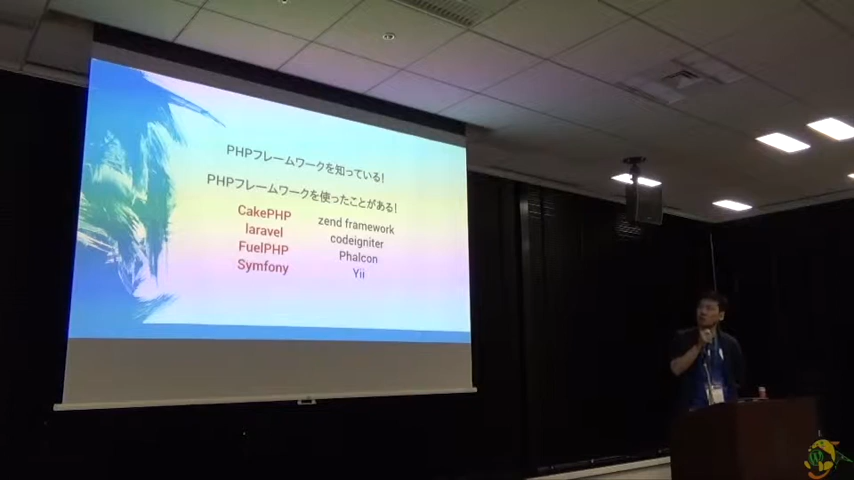 PHPフレームワークを知っている!
PHPフレームワークを使ったことがある!
CakePHP
laravel
FuelPHP
Symfony
zend framework
codeigniter
Phalcon
Yii